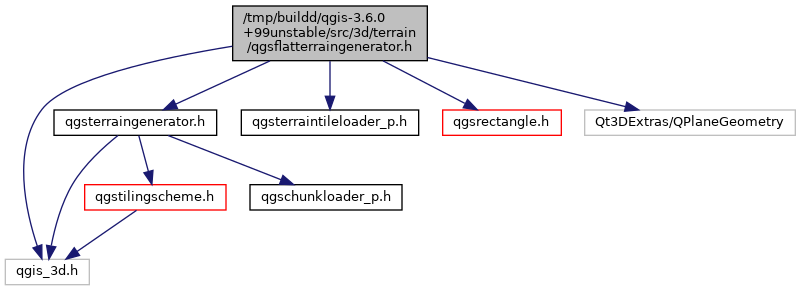 /tmp/buildd/qgis-3.6.0
+99unstable/src/3d/terrain
/qgsflatterraingenerator.h
qgsterraingenerator.h
qgsterraintileloader_p.h
qgsrectangle.h
Qt3DExtras/QPlaneGeometry
qgstilingscheme.h
qgschunkloader_p.h
qgis_3d.h